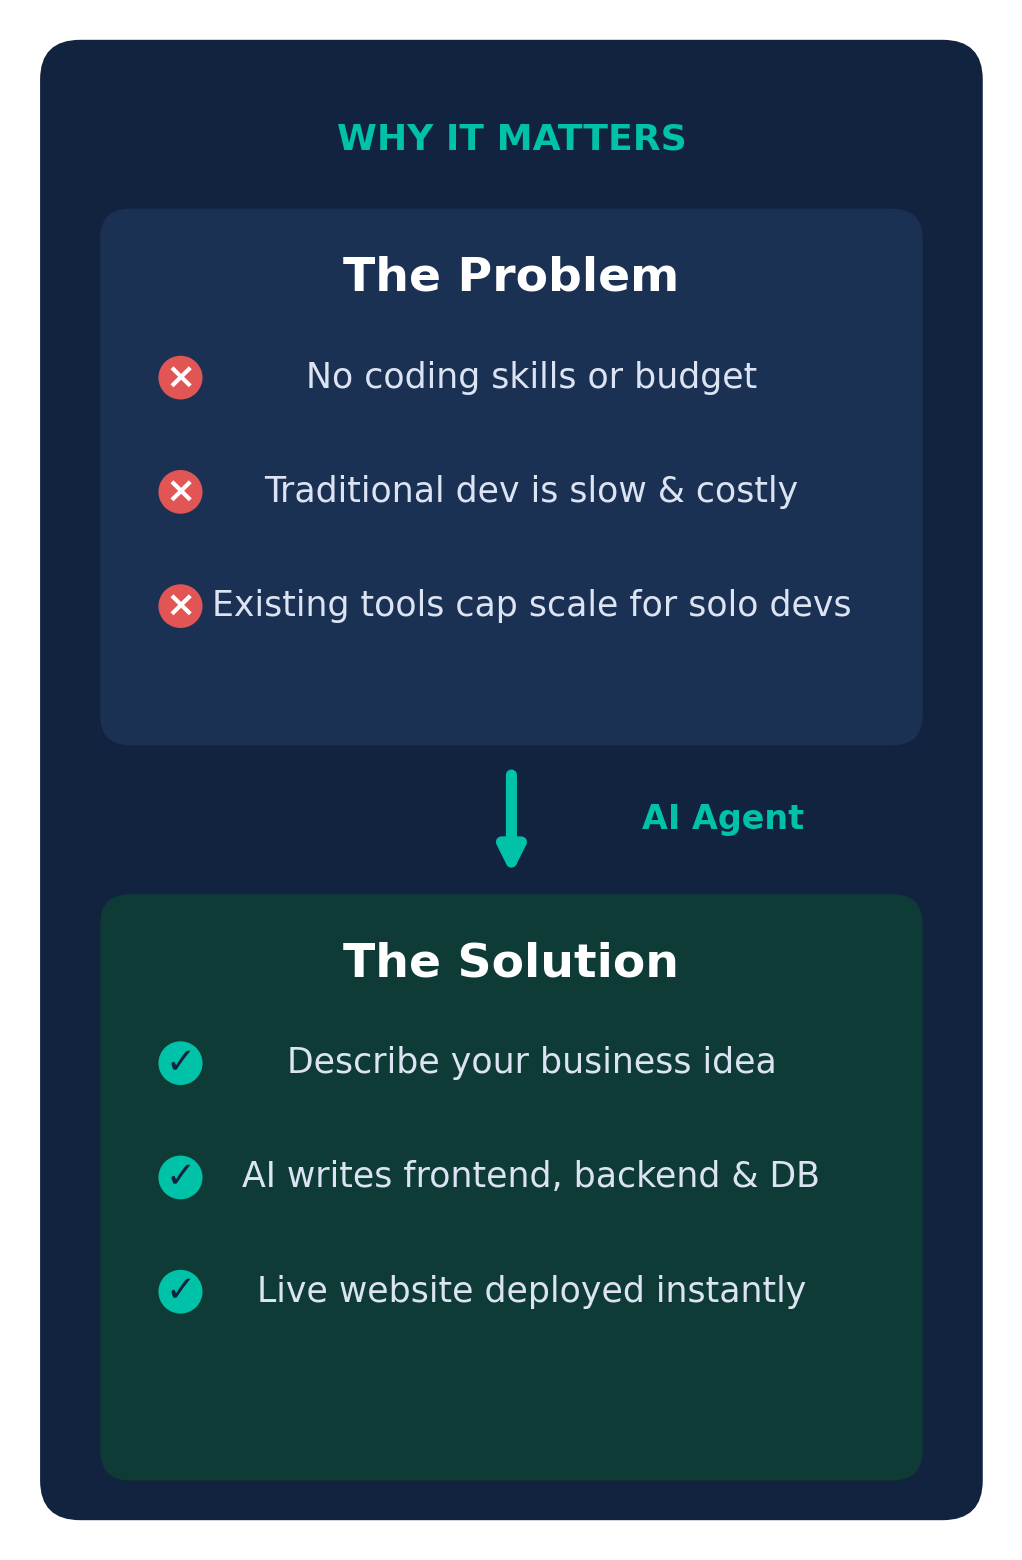 WHY IT MATTERS
The Problem
× No coding skills or budget
× Traditional dev is slow & costly
× Existing tools cap scale for solo devs
AI Agent
The Solution
✓ Describe your business idea
✓ AI writes frontend, backend & DB
✓ Live website deployed instantly